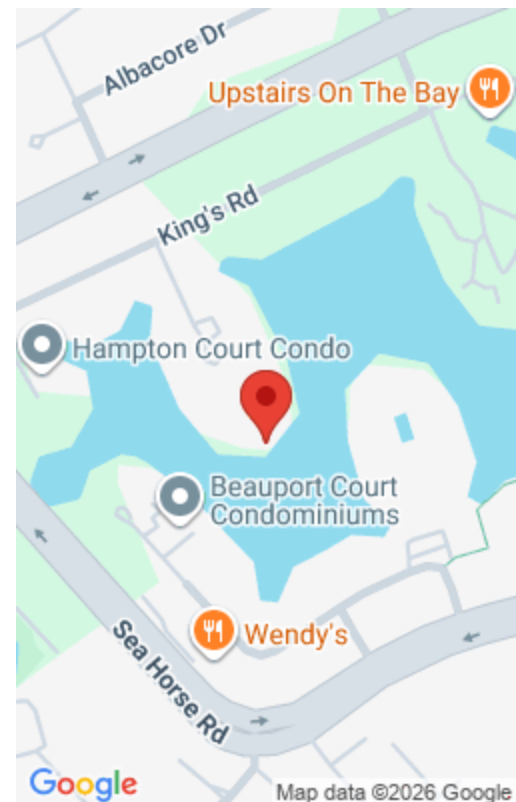 Albacore Dr
Upstairs On The Bay
King's Rd
Hampton Court Condo
Beauport Court
Condominiums
Wendy's
Sea Horse Rd
Google
Map data ©2026 Google